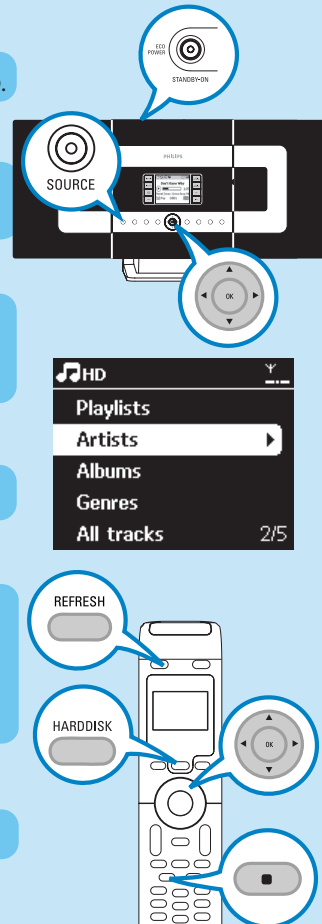 ECO
POWER
STANDBY-ON
SOURCE
PHILIPS
OK
HD
Playlists
Artists
Albums
Genres
All tracks 2/5
REFRESH
HARDDISK
OK